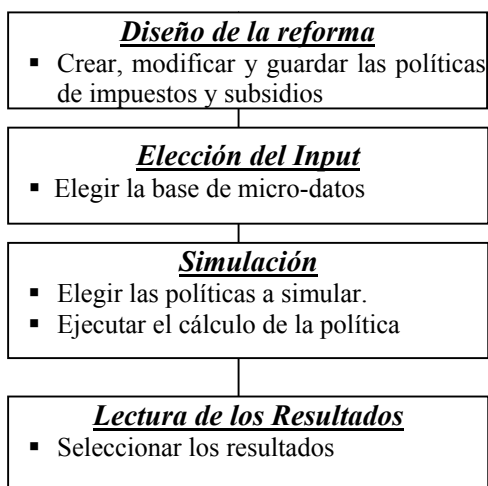 Diseño de la reforma
▪ Crear, modificar y guardar las políticas
de impuestos y subsidios
Elección del Input
▪ Elegir la base de micro-datos
Simulación
▪ Elegir las políticas a simular.
▪ Ejecutar el cálculo de la política
Lectura de los Resultados
▪ Seleccionar los resultados